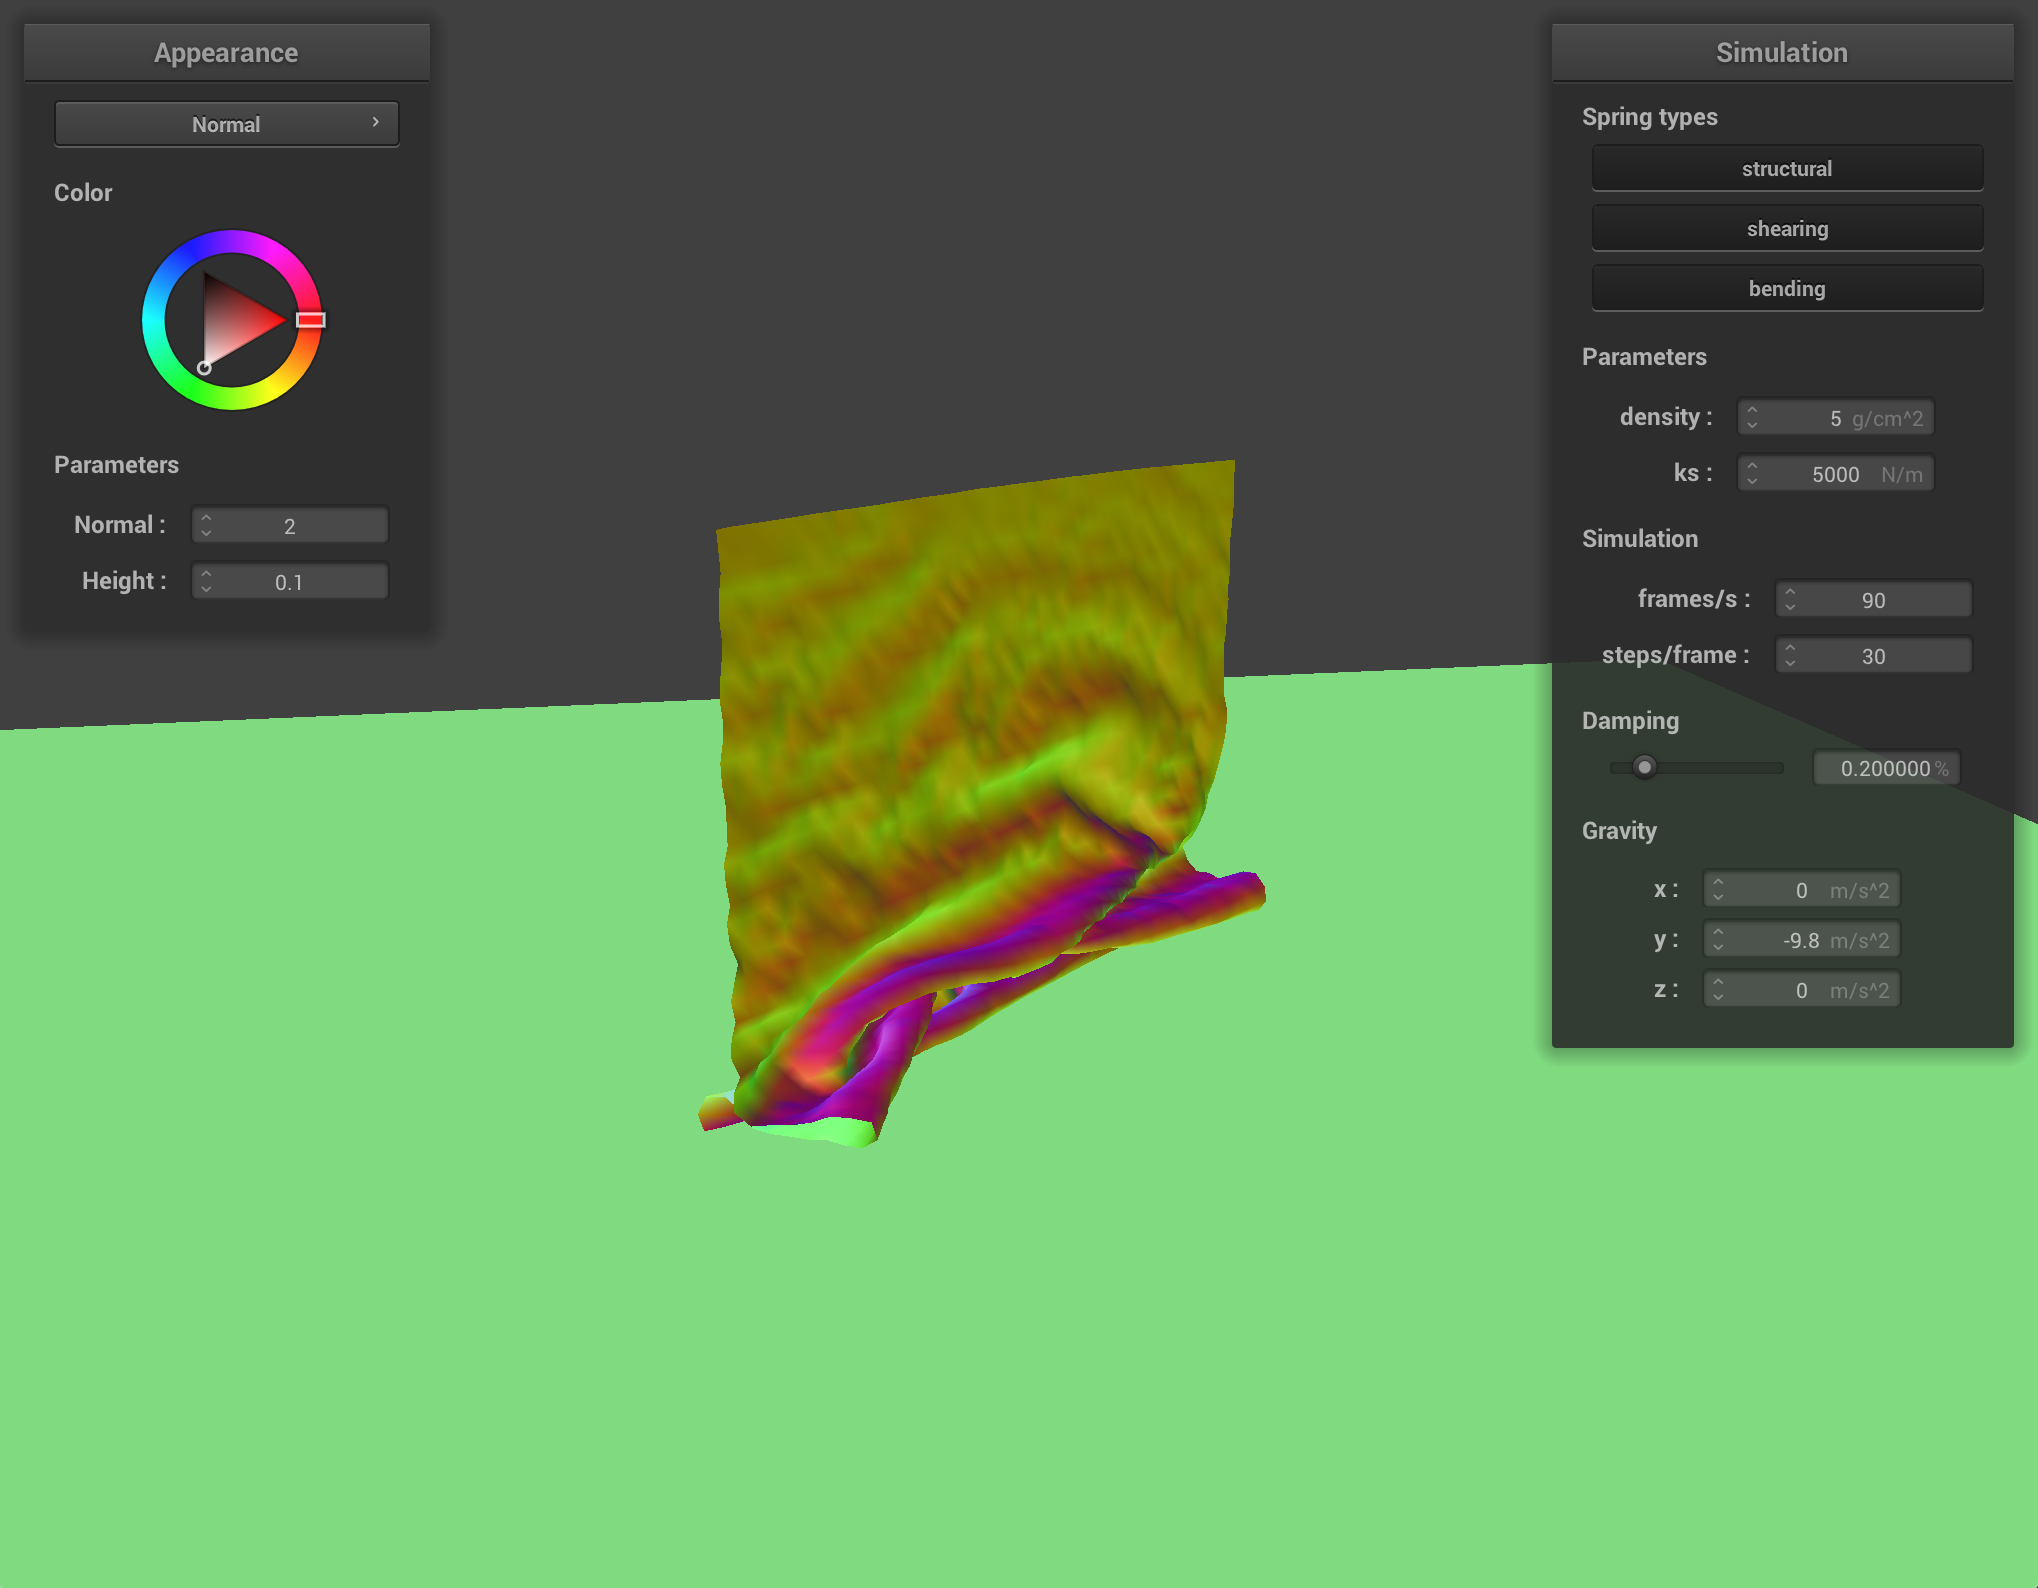 Appearance
Normal
Color
Parameters
Normal :
2
Height :
0.1
Simulation
Spring types
structural
shearing
bending
Parameters
density : 5 g/cm^2
ks : 5000 N/m
Simulation
frames/s : 90
steps/frame : 30
Damping
0.200000 %
Gravity
x : 0 m/s^2
y : -9.8 m/s^2
z : 0 m/s^2